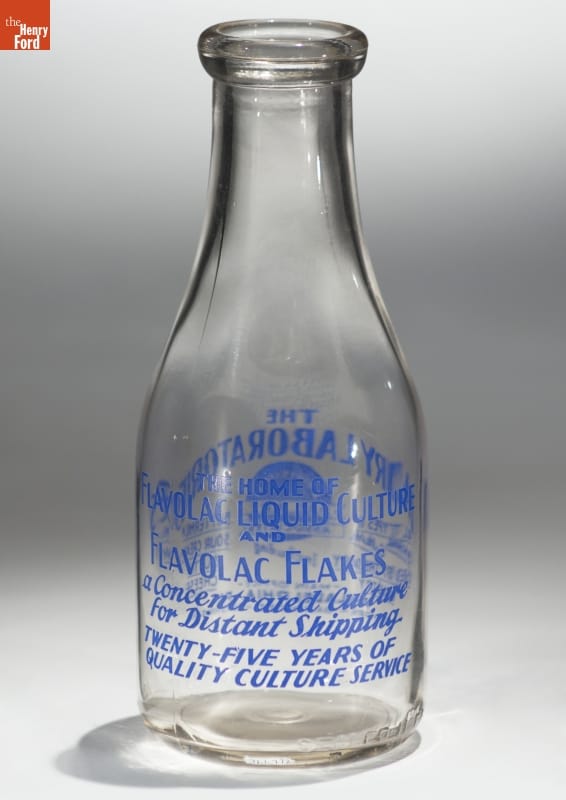 the
Henry
Ford
THE HOME OF
FLAVOLAC LIQUID CULTURE
AND
FLAVOLAC FLAKES
a Concentrated Culture
for Distant Shipping
TWENTY-FIVE YEARS OF
QUALITY CULTURE SERVICE
THE
LABORATORIE